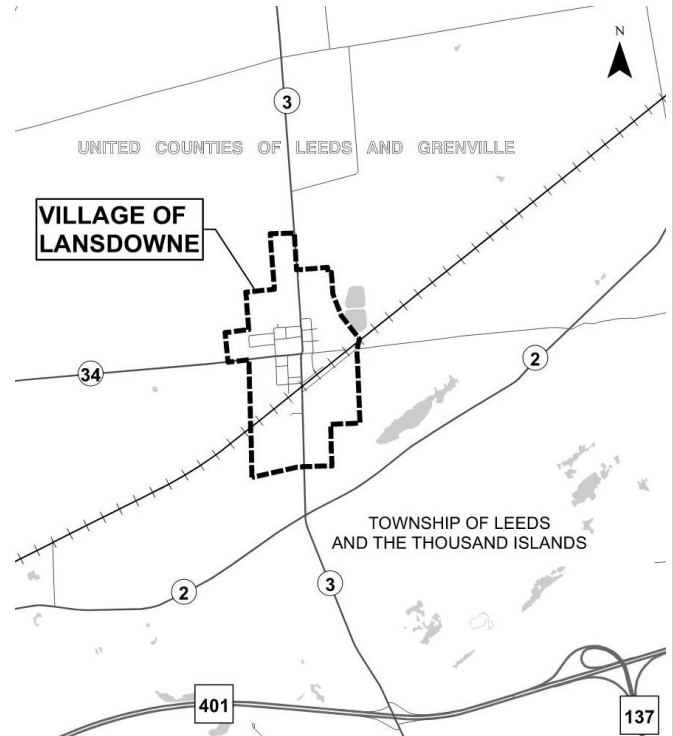 N
3
UNITED COUNTIES OF LEEDS AND GRENVILLE
VILLAGE OF
LANSDOWNE
2
34
TOWNSHIP OF LEEDS
AND THE THOUSAND ISLANDS
3
2
401
137